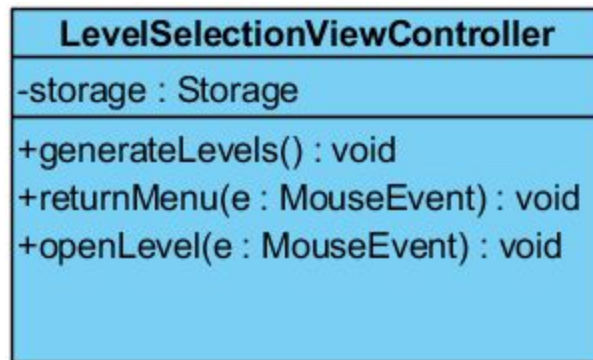 LevelSelectionViewController
-storage : Storage
+generateLevels() : void
+returnMenu(e : MouseEvent) : void
+openLevel(e : MouseEvent) : void